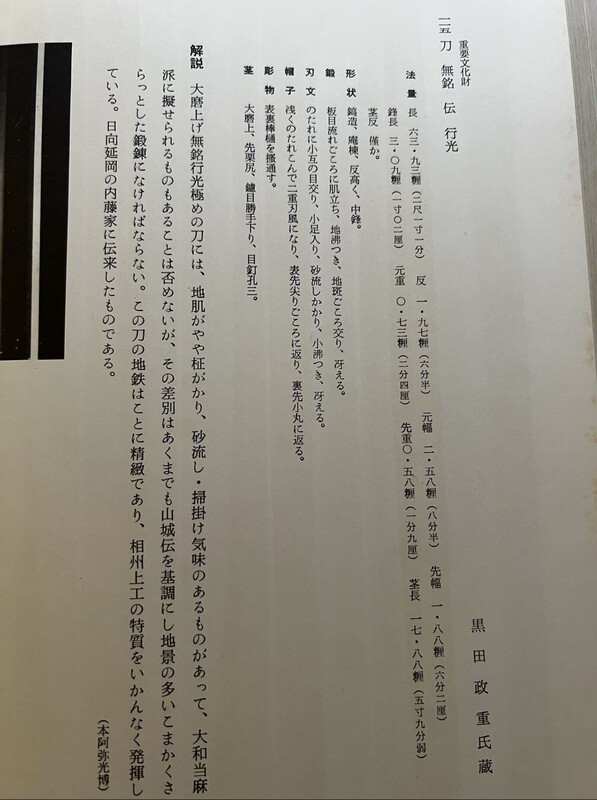 重要文化財
三五 刀 無銘 伝 行光
黒田政重氏蔵
法量 長 六三・九三糎（二尺一寸一分） 反 一・九七糎（六分半） 元幅 二・五八糎（八分半） 先幅 一・八八糎（六分二厘）
鋒長 三・〇九糎（一寸〇二厘） 元重 〇・七三糎（二分四厘） 先重〇・五八糎（一分九厘） 茎長 一七・八八糎（五寸九分弱）
茎反 僅か。
形状 鎬造、庵棟、反高く、中鋒。
鍛 板目流れごころに肌立ち、地沸つき、地斑ごころ交り、冴える。
刃文 のたれに小互の目交り、小足入り、砂流しかかり、小沸つき、冴える。
帽子 浅くのたれこんで二重刃風になり、表先尖りごころに返り、裏先小丸に返る。
彫物 表裏棒樋を搔通す。
茎 大磨上、先栗尻、鑢目勝手下り、目釘孔三。
解説 大磨上げ無銘行光極めの刀には、地肌がやや柾がかり、砂流し・掃掛け気味のあるものがあって、大和当麻
派に擬せられるものもあることは否めないが、その差別はあくまでも山城伝を基調にし地景の多いこまかくさ
らっとした鍛錬になければならない。この刀の地鉄はことに精緻であり、相州上工の特質をいかんなく発揮し
ている。日向延岡の内藤家に伝来したものである。
（本阿弥光博）